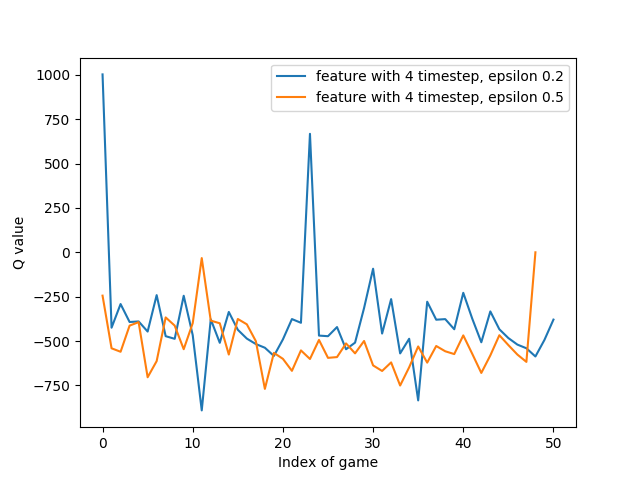 feature with 4 timestep, epsilon 0.2
feature with 4 timestep, epsilon 0.5
1000
750
500
250
0
−250
−500
−750
Q value
0 10 20 30 40 50
Index of game